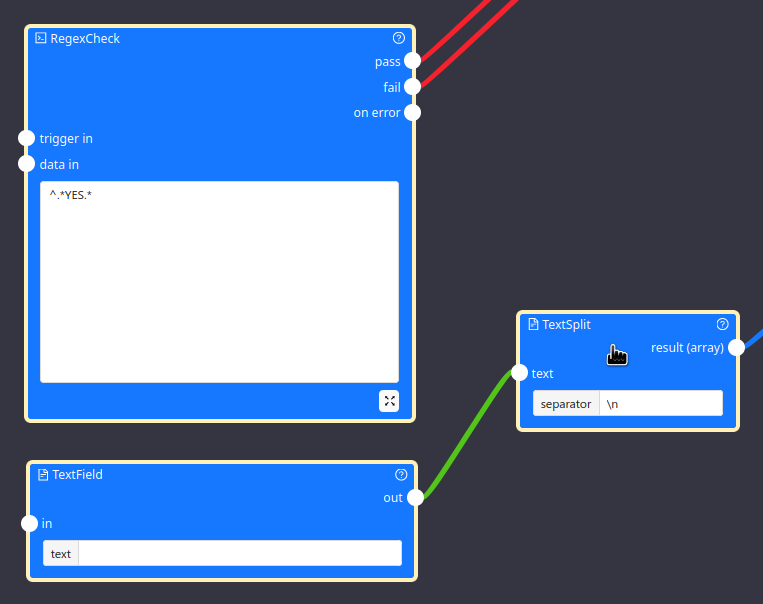 RegexCheck
pass
fail
on error
trigger in
data in
^.*YES.*
TextSplit
result (array)
text
separator \n
TextField
out
in
text